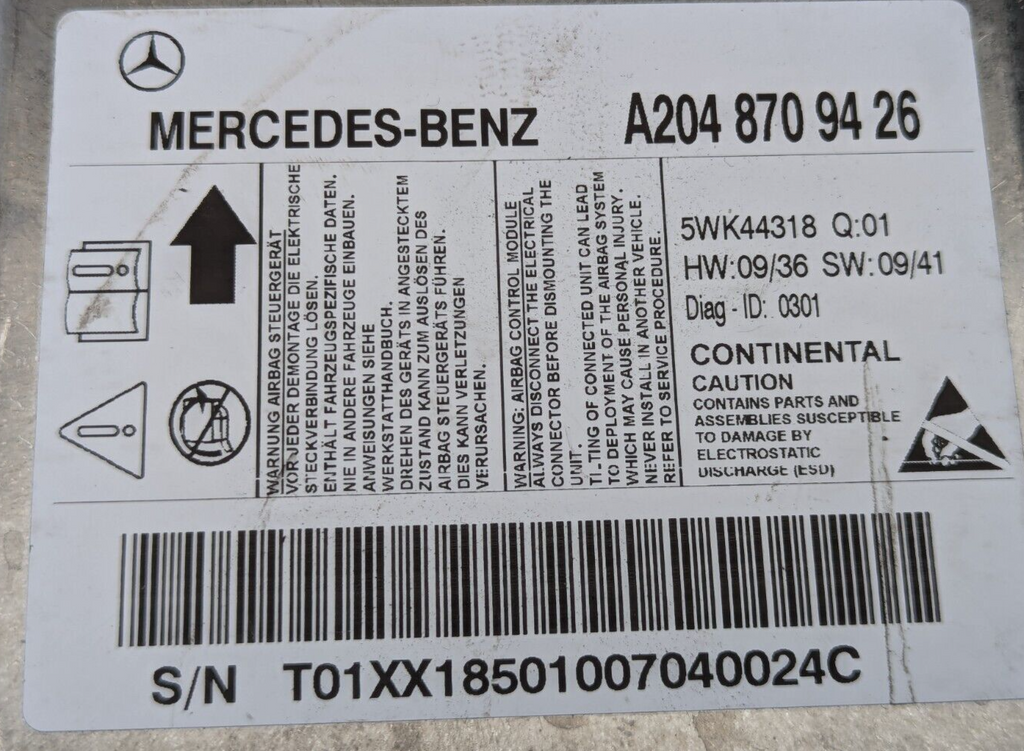 MERCEDES-BENZ
A204 870 94 26
WARNUNG AIRBAG STEUERGERÄT
VOR JEDER DEMONTAGE DIE ELEKTRISCHE
STECKVERBINDUNG LÖSEN.
ENTHÄLT FAHRZEUGSPEZIFISCHE DATEN.
NIE IN ANDERE FAHRZEUGE EINBAUEN.
ANWEISUNGEN SIEHE
WERKSTATTHANDBUCH.
DREHEN DES GERÄTS IN ANGESTECKTEM
ZUSTAND KANN ZUM AUSLÖSEN DES
AIRBAG STEUERGERÄTS FÜHREN.
DIES KANN VERLETZUNGEN
VERURSACHEN.
WARNING: AIRBAG CONTROL MODULE
ALWAYS DISCONNECT THE ELECTRICAL
CONNECTOR BEFORE DISMOUNTING THE
UNIT.
TILTING OF CONNECTED UNIT CAN LEAD
TO DEPLOYMENT OF THE AIRBAG SYSTEM
WHICH MAY CAUSE PERSONAL INJURY.
NEVER INSTALL IN ANOTHER VEHICLE.
REFER TO SERVICE PROCEDURE.
5WK44318 Q:01
HW:09/36 SW:09/41
Diag - ID: 0301
CONTINENTAL
CAUTION
CONTAINS PARTS AND
ASSEMBLIES SUSCEPTIBLE
TO DAMAGE BY
ELECTROSTATIC
DISCHARGE (ESD)
S/N T01XX18501007040024C